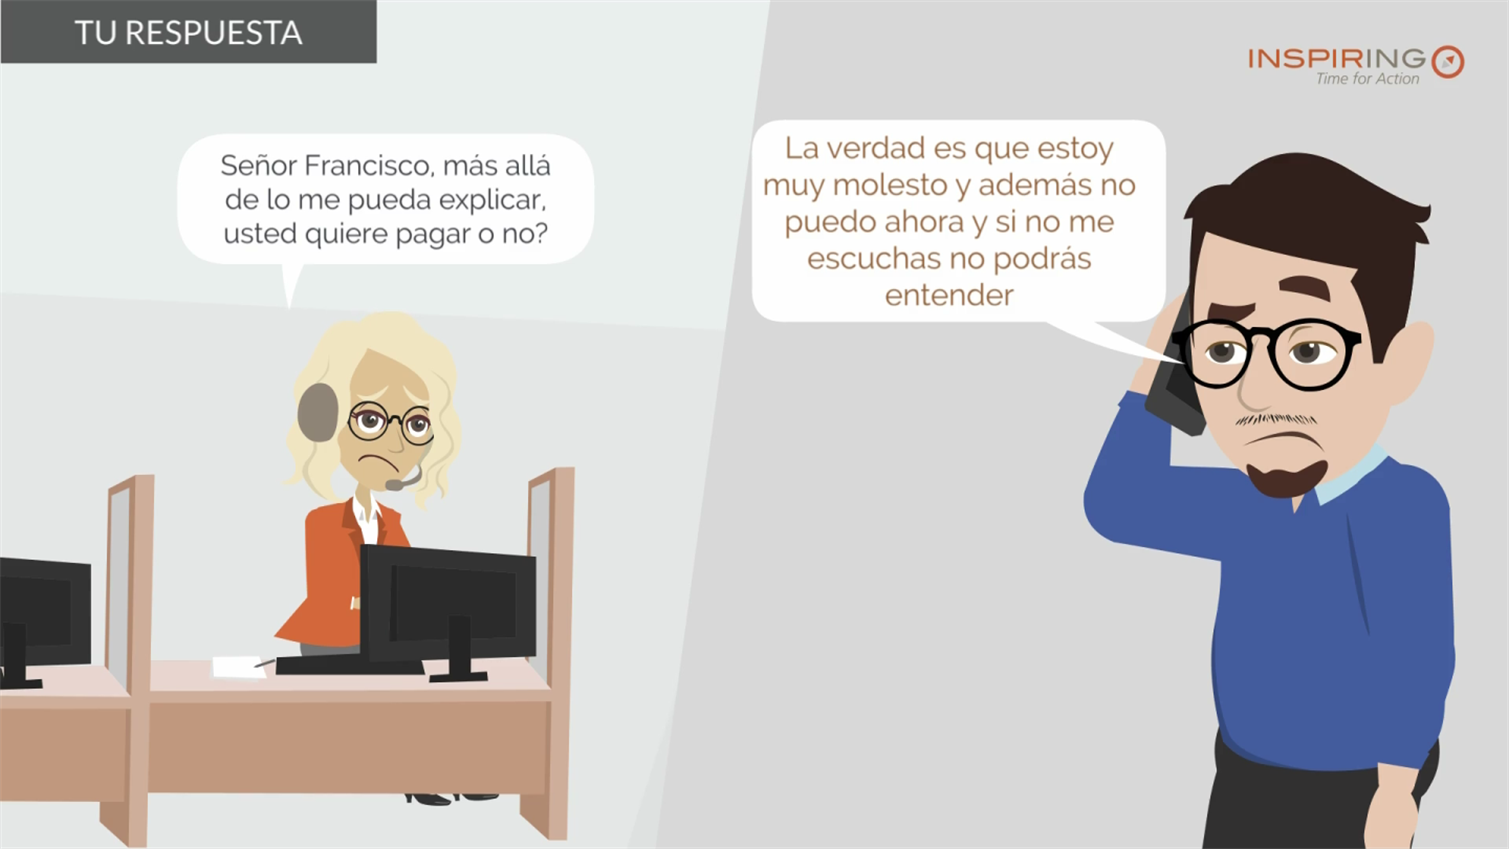 TU RESPUESTA
INSPIRING
Time for Action
Señor Francisco, más allá
de lo me pueda explicar,
usted quiere pagar o no?
La verdad es que estoy
muy molesto y además no
puedo ahora y si no me
escuchas no podrás
entender